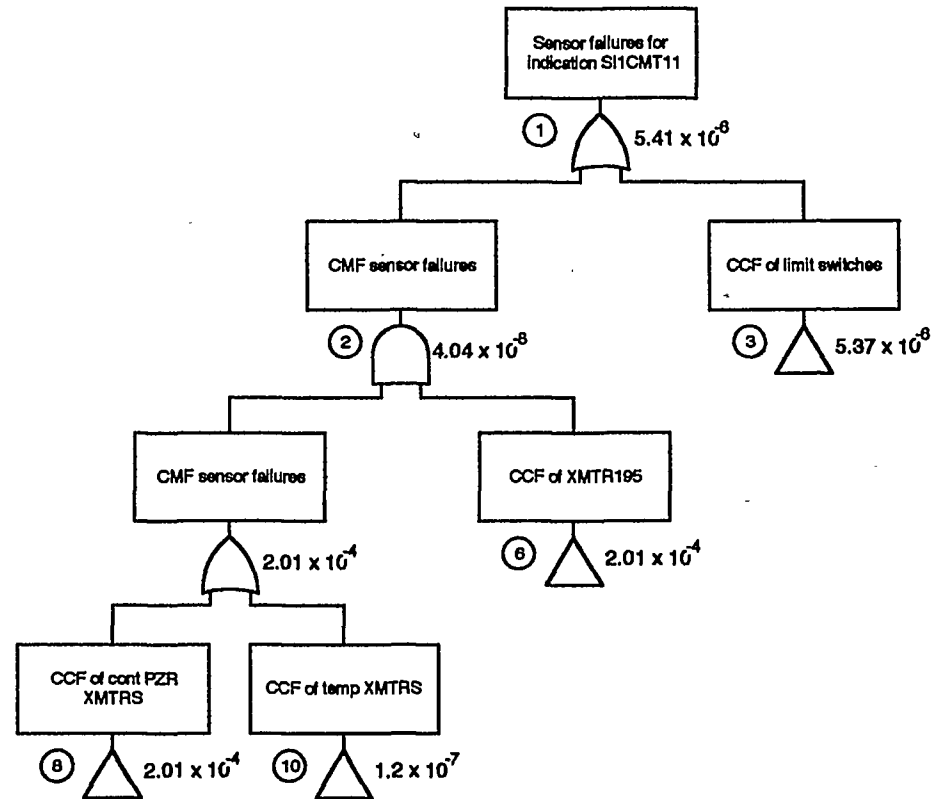 Sensor failures for
indication SI1CMT11
1
5.41 x 10-6
CMF sensor failures
CCF of limit switches
2
4.04 x 10-8
3
5.37 x 10-6
CMF sensor failures
CCF of XMTR195
2.01 x 10-4
6
2.01 x 10-4
CCF of cont PZR
XMTRS
CCF of temp XMTRS
8
2.01 x 10-4
10
1.2 x 10-7